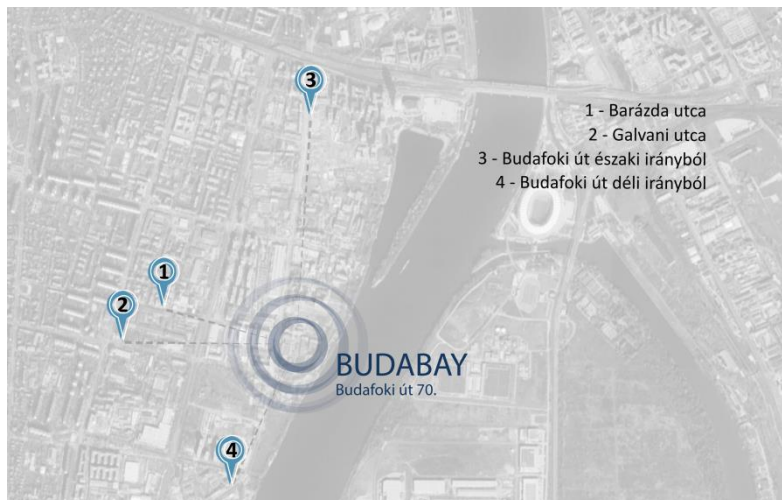 3
1 - Barázda utca
2 - Galvani utca
3 - Budafoki út északi irányból
4 - Budafoki út déli irányból
1
2
BUDABAY
Budafoki út 70.
4